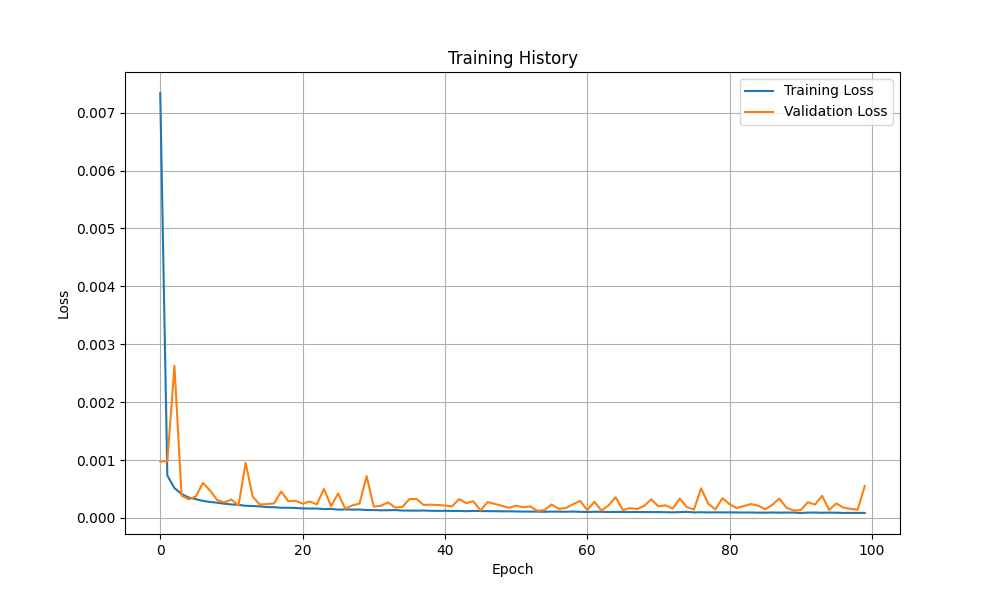 Training History
Training Loss
Validation Loss
0.007
0.006
0.005
0.004
0.003
0.002
0.001
0.000
Loss
0 20 40 60 80 100
Epoch